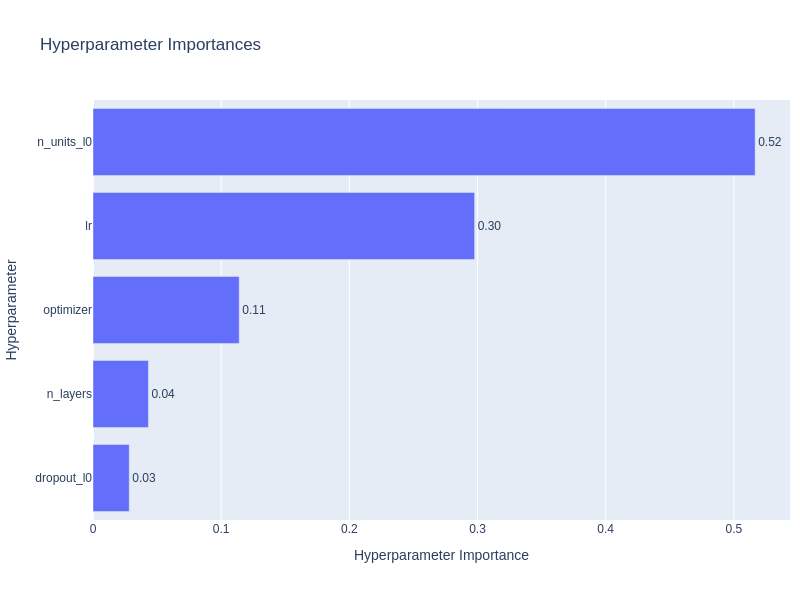 Hyperparameter Importances
n_units_l0
0.52
lr
0.30
optimizer
0.11
n_layers
0.04
dropout_l0
0.03
0 0.1 0.2 0.3 0.4 0.5
Hyperparameter Importance
Hyperparameter